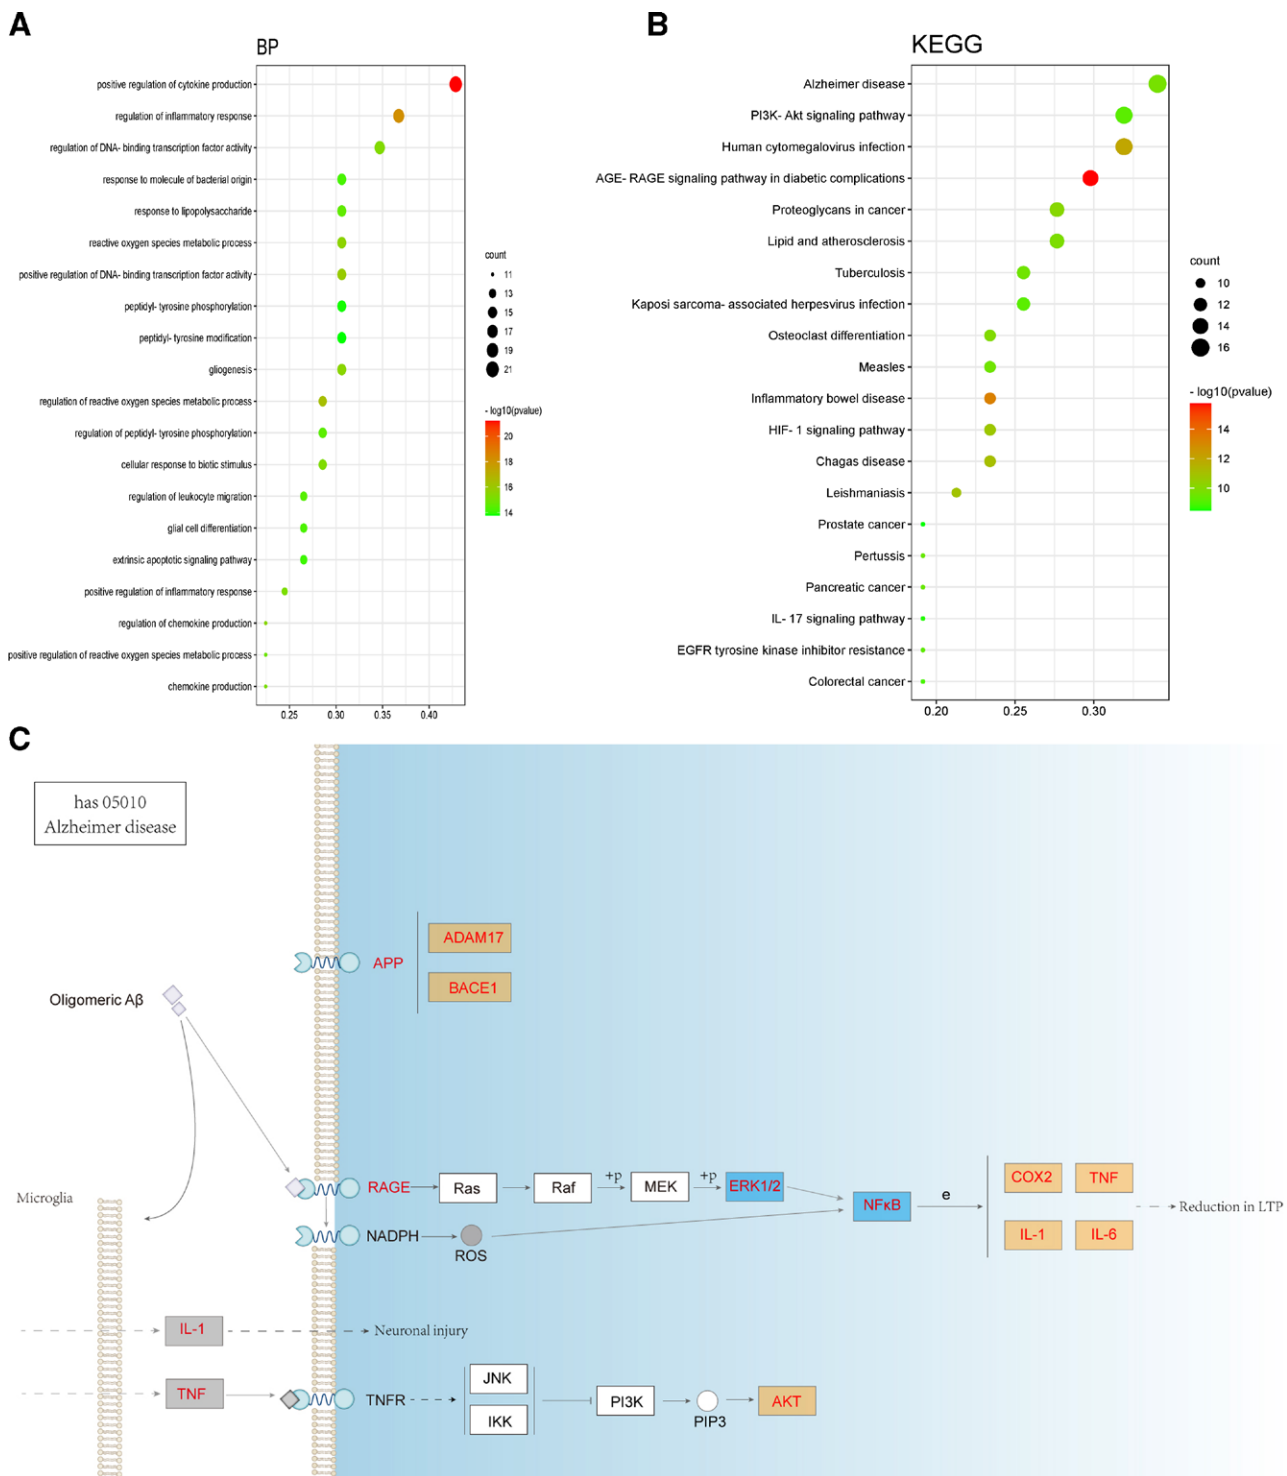 A
BP
positive regulation of cytokine production
regulation of inflammatory response
regulation of DNA- binding transcription factor activity
response to molecule of bacterial origin
response to lipopolysaccharide
reactive oxygen species metabolic process
positive regulation of DNA- binding transcription factor activity
peptidyl- tyrosine phosphorylation
peptidyl- tyrosine modification
gliogenesis
regulation of reactive oxygen species metabolic process
regulation of peptidyl- tyrosine phosphorylation
cellular response to biotic stimulus
regulation of leukocyte migration
glial cell differentiation
extrinsic apoptotic signaling pathway
positive regulation of inflammatory response
regulation of chemokine production
positive regulation of reactive oxygen species metabolic process
chemokine production
0.25 0.30 0.35 0.40
count
11
13
15
17
19
21
- log10(pvalue)
20
18
16
14
B
KEGG
Alzheimer disease
PI3K- Akt signaling pathway
Human cytomegalovirus infection
AGE- RAGE signaling pathway in diabetic complications
Proteoglycans in cancer
Lipid and atherosclerosis
Tuberculosis
Kaposi sarcoma- associated herpesvirus infection
Osteoclast differentiation
Measles
Inflammatory bowel disease
HIF- 1 signaling pathway
Chagas disease
Leishmaniasis
Prostate cancer
Pertussis
Pancreatic cancer
IL- 17 signaling pathway
EGFR tyrosine kinase inhibitor resistance
Colorectal cancer
0.20 0.25 0.30
count
10
12
14
16
- log10(pvalue)
14
12
10
C
has 05010
Alzheimer disease
APP
ADAM17
BACE1
Oligomeric Aβ
Microglia
RAGE Ras Raf +p MEK +p ERK1/2
NADPH ROS
NFκB e
COX2 TNF
IL-1 IL-6
Reduction in LTP
IL-1 Neuronal injury
TNF TNFR
JNK
IKK
PI3K PIP3 AKT